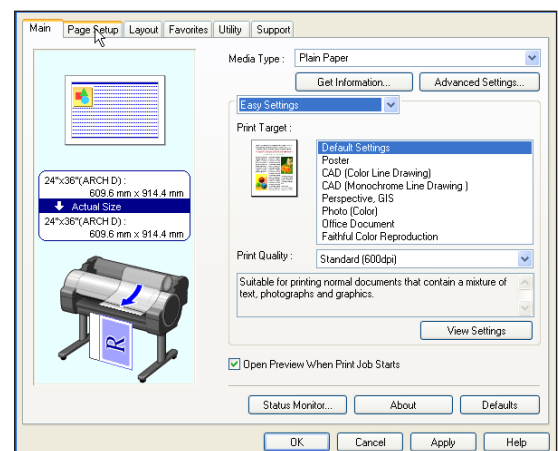 Main Page Setup Layout Favorites Utility Support
Media Type : Plain Paper
Get Information... Advanced Settings...
Easy Settings
Print Target :
Default Settings
Poster
CAD (Color Line Drawing)
CAD (Monochrome Line Drawing )
Perspective, GIS
Photo (Color)
Office Document
Faithful Color Reproduction
24"x36"(ARCH D) :
609.6 mm x 914.4 mm
Actual Size
24"x36"(ARCH D) :
609.6 mm x 914.4 mm
R
Print Quality : Standard (600dpi)
Suitable for printing normal documents that contain a mixture of
text, photographs and graphics.
View Settings
Open Preview When Print Job Starts
Status Monitor... About Defaults
OK Cancel Apply Help